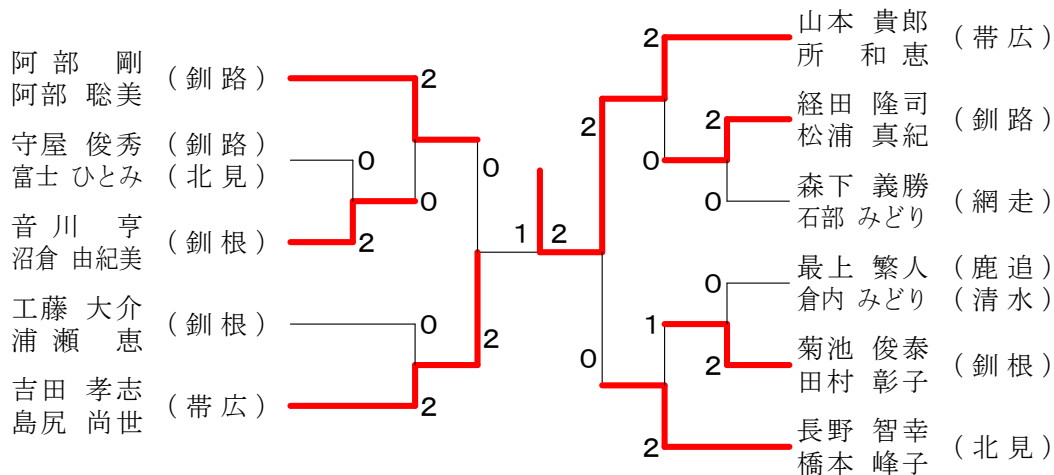 阿部 剛
阿部 聡美
(釧路)
守屋 俊秀 (釧路)
富士 ひとみ (北見)
音川 亨
沼倉 由紀美
(釧根)
工藤 大介
浦瀬 恵
(釧根)
吉田 孝志
島尻 尚世
(帯広)
2
0
0
2
0
2
0
2
1 2
2
0
2
0
2
0
0
2
1
2
山本 貴郎
所 和恵
(帯広)
経田 隆司
松浦 真紀
(釧路)
森下 義勝
石部 みどり
(網走)
最上 繁人 (鹿追)
倉内 みどり (清水)
菊池 俊泰
田村 彰子
(釧根)
長野 智幸
橋本 峰子
(北見)